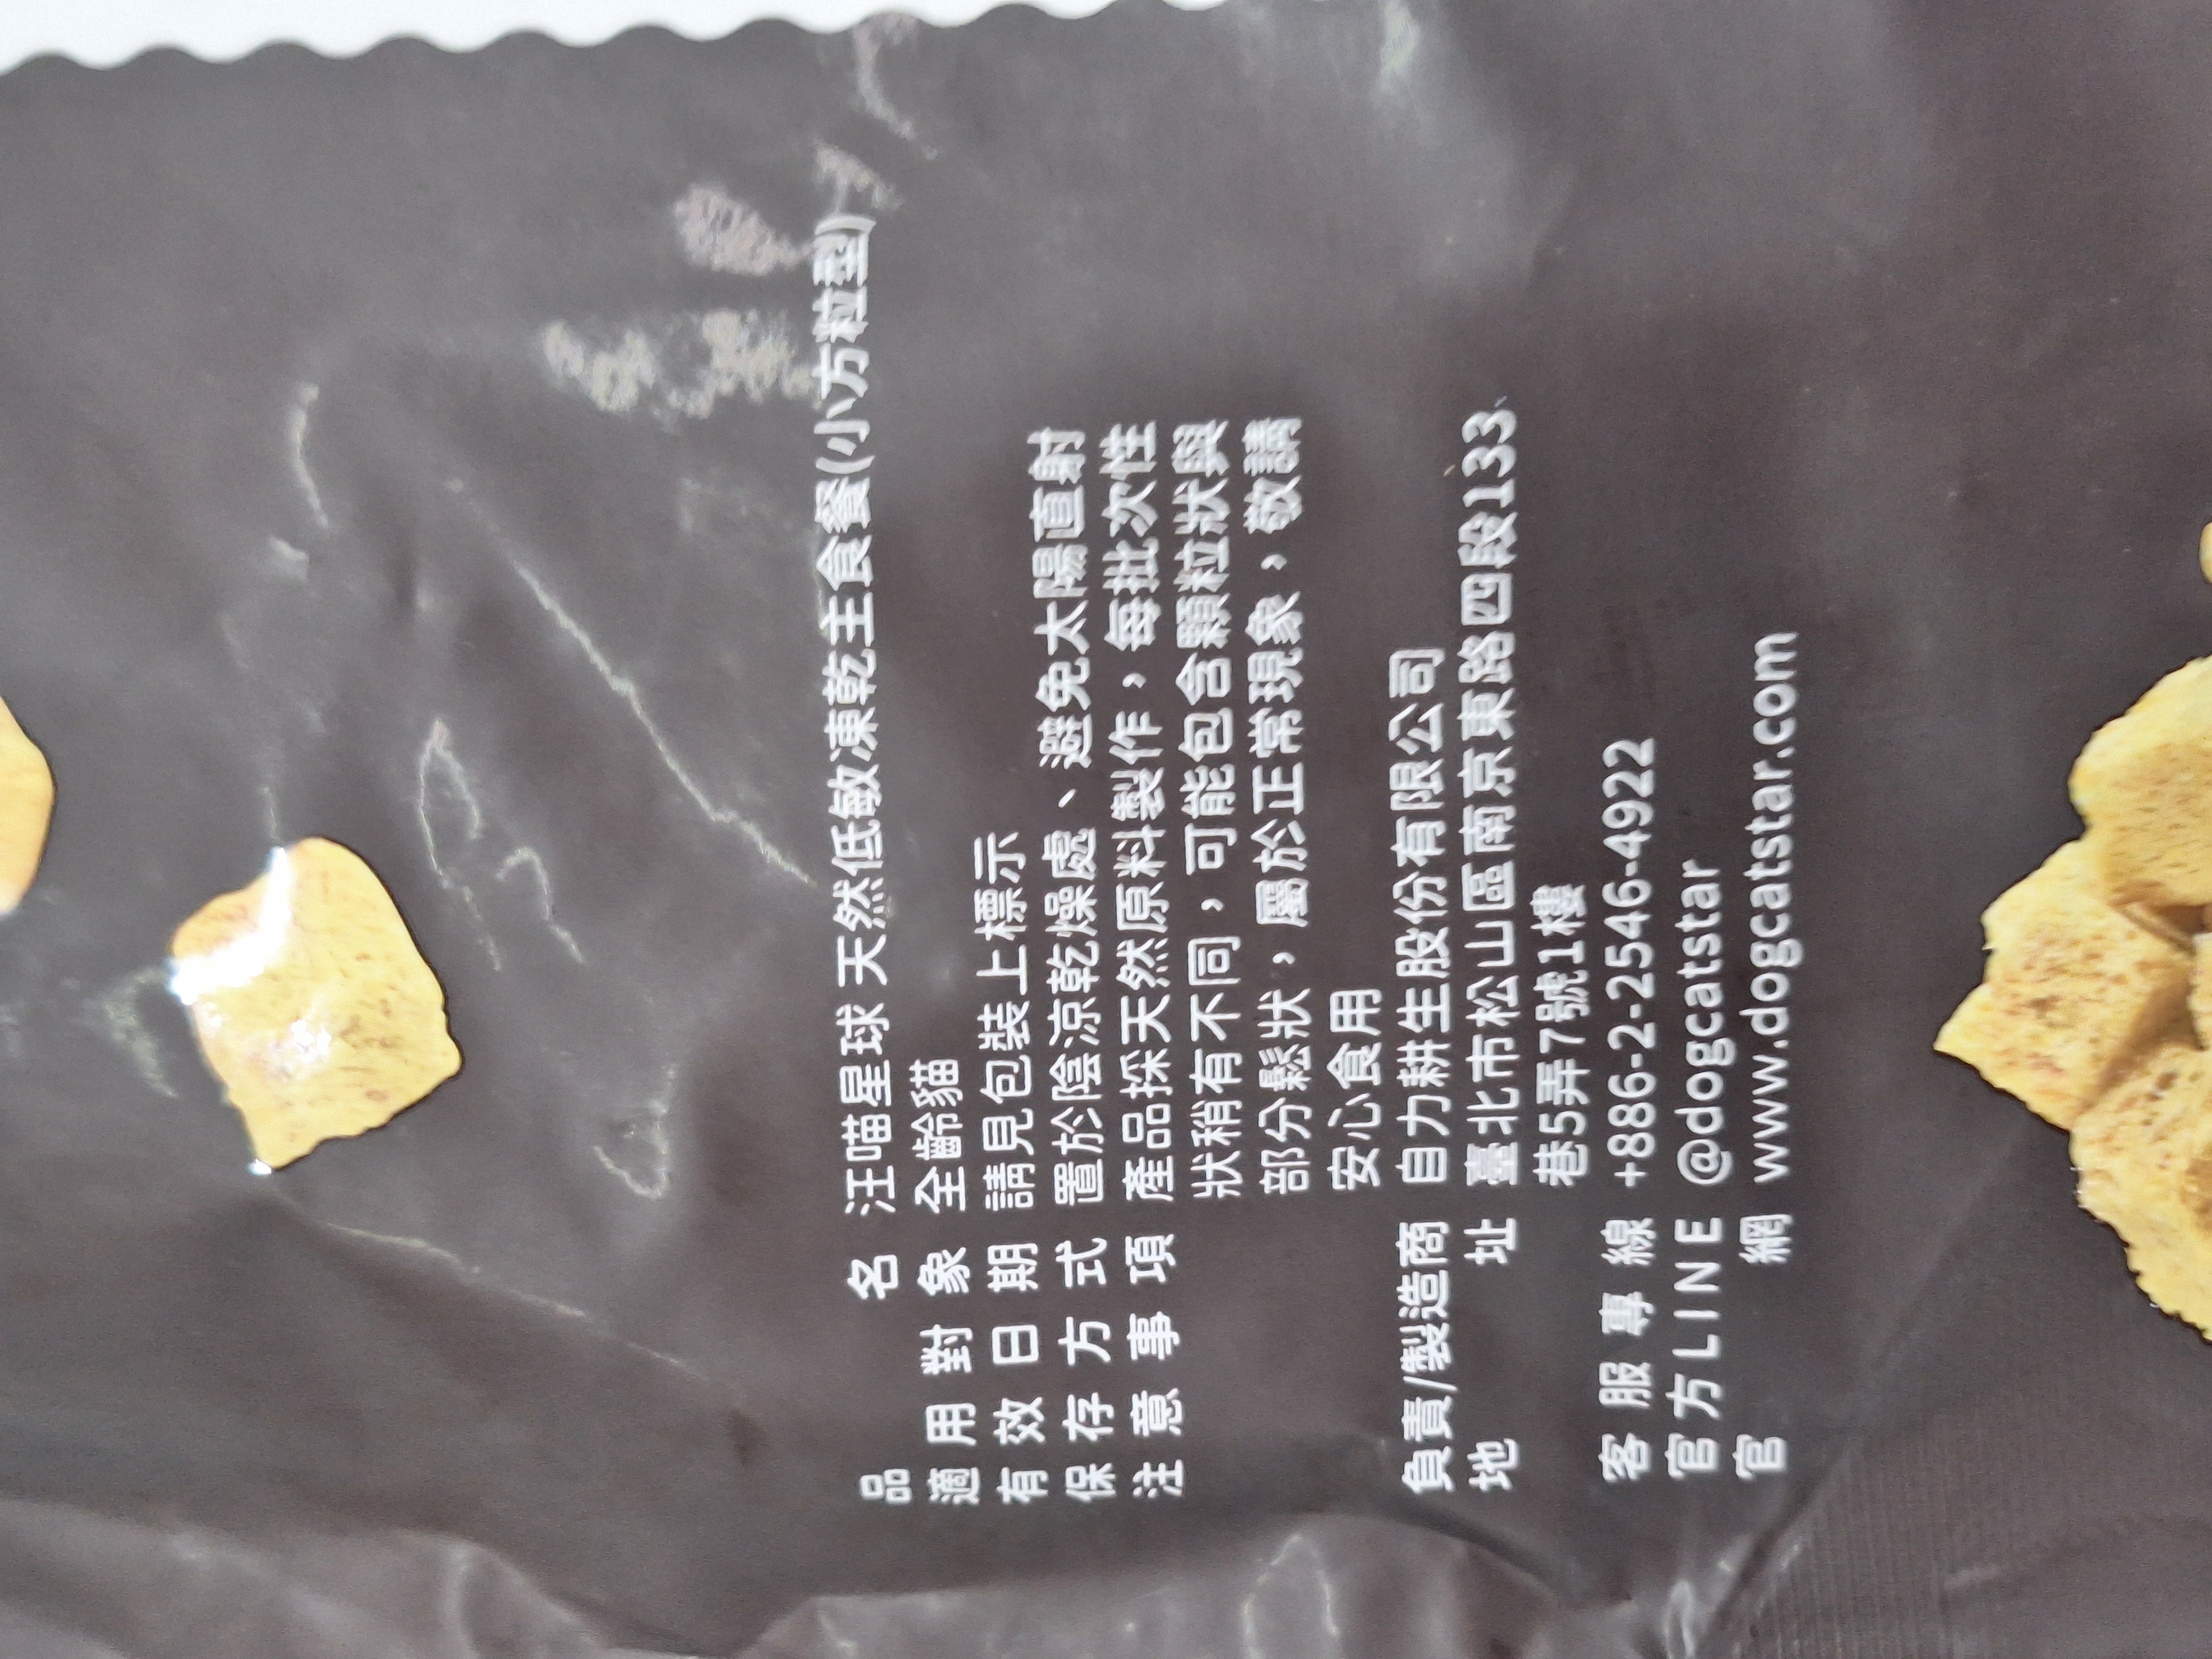 品名 汪喵星球 天然低敏凍乾主食餐(小方粒型)
適用對象 全齡貓
有效日期 請見包裝上標示
保存方式 置於陰涼乾燥處、避免太陽直射
注意事項 產品採天然原料製作，每批次性
狀稍有不同，可能包含顆粒狀與
部分鬆狀，屬於正常現象，敬請
安心食用
負責/製造商 自力耕生股份有限公司
地址 臺北市松山區南京東路四段133
巷5弄7號1樓
客服專線 +886-2-2546-4922
官方LINE @dogcatstar
官網 www.dogcatstar.com